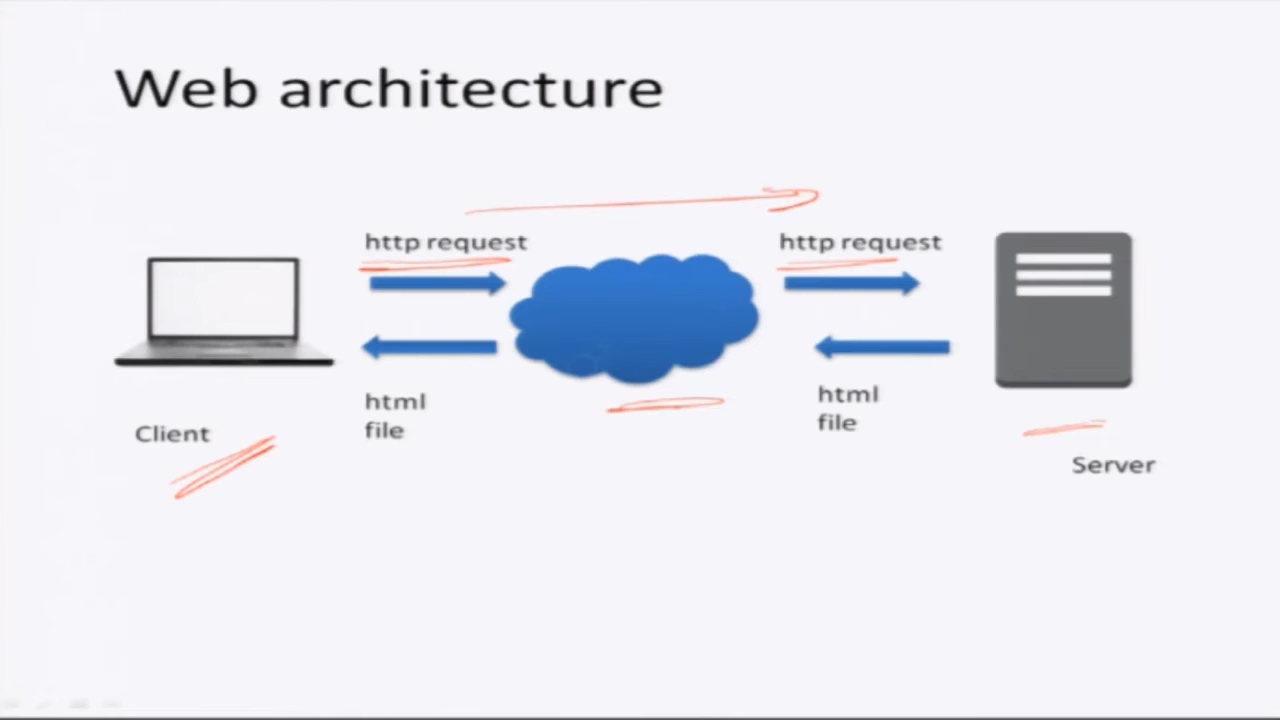 Web architecture
http request
http request
html
file
html
file
Client
Server